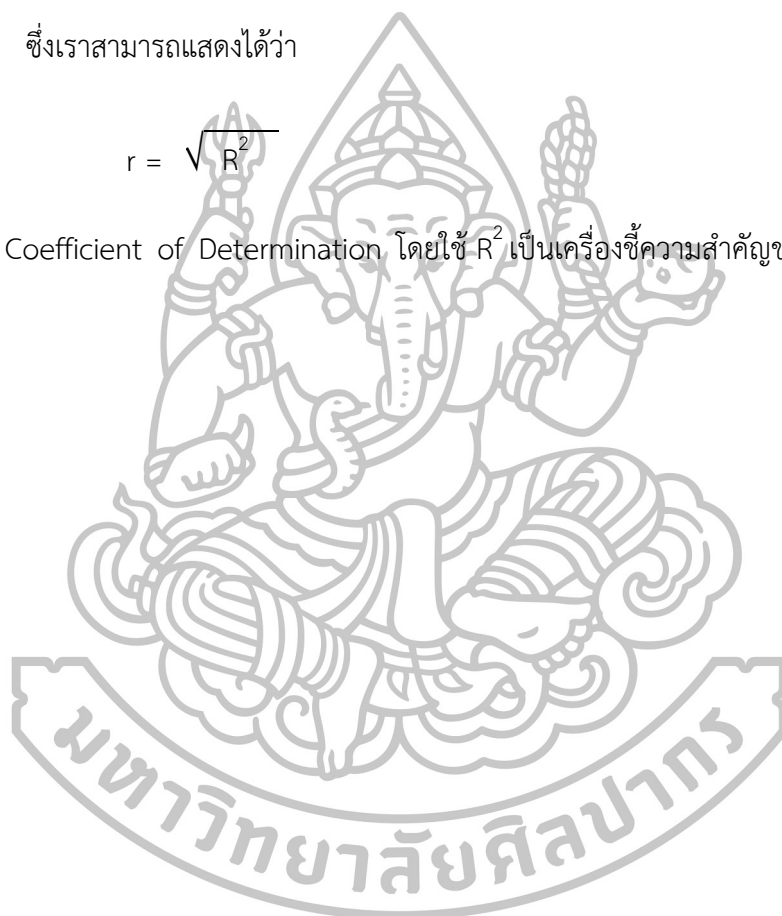 ซึ่งเราสามารถแสดงได้ว่า
r = √R²
Coefficient of Determination โดยใช้ R² เป็นเครื่องชี้ความสำคัญข
มหาวิทยาลัยศิลปากร